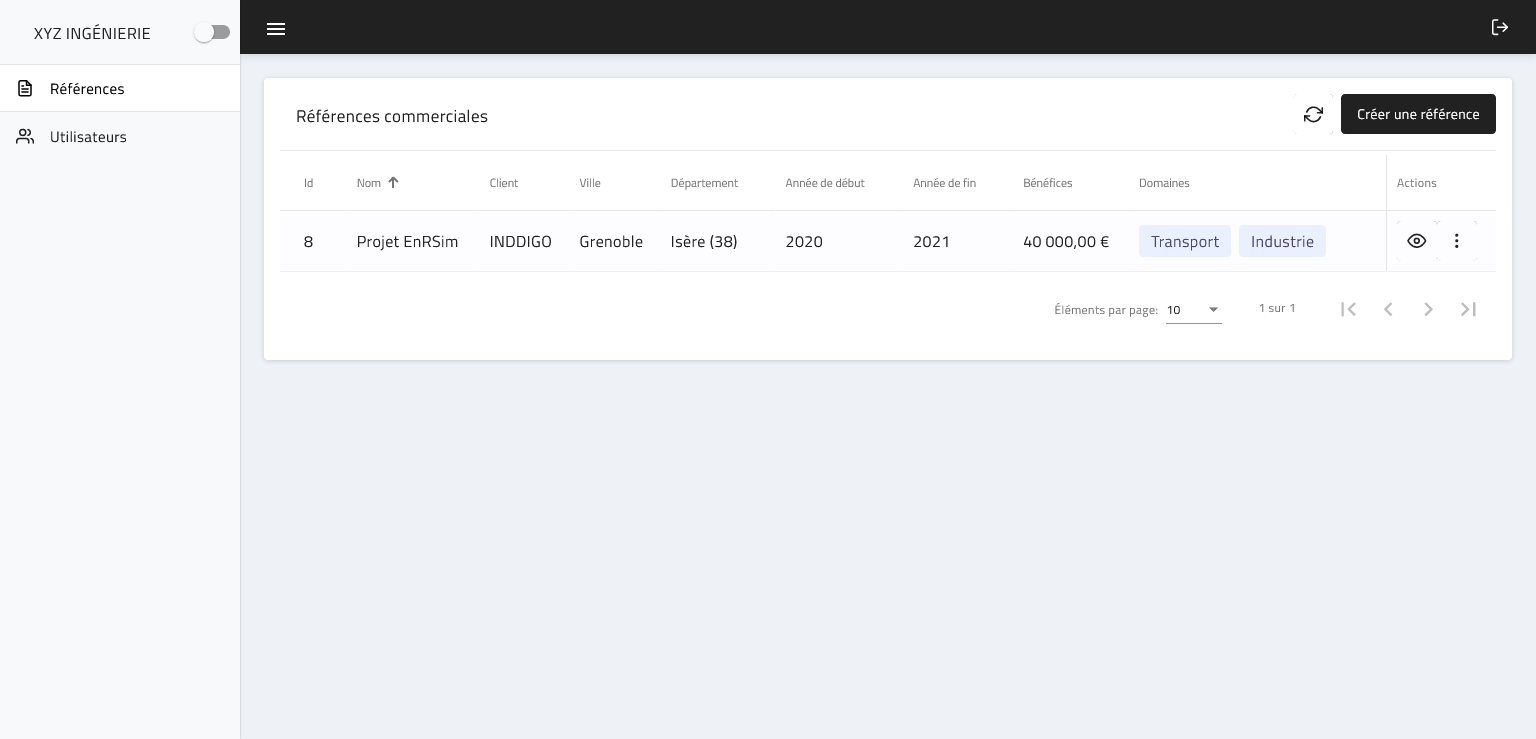 XYZ INGÉNIERIE
Références
Utilisateurs
Références commerciales
Créer une référence
Id Nom Client Ville Département Année de début Année de fin Bénéfices Domaines Actions
8 Projet EnRSim INDDIGO Grenoble Isère (38) 2020 2021 40 000,00 € Transport Industrie
Éléments par page: 10 1 sur 1